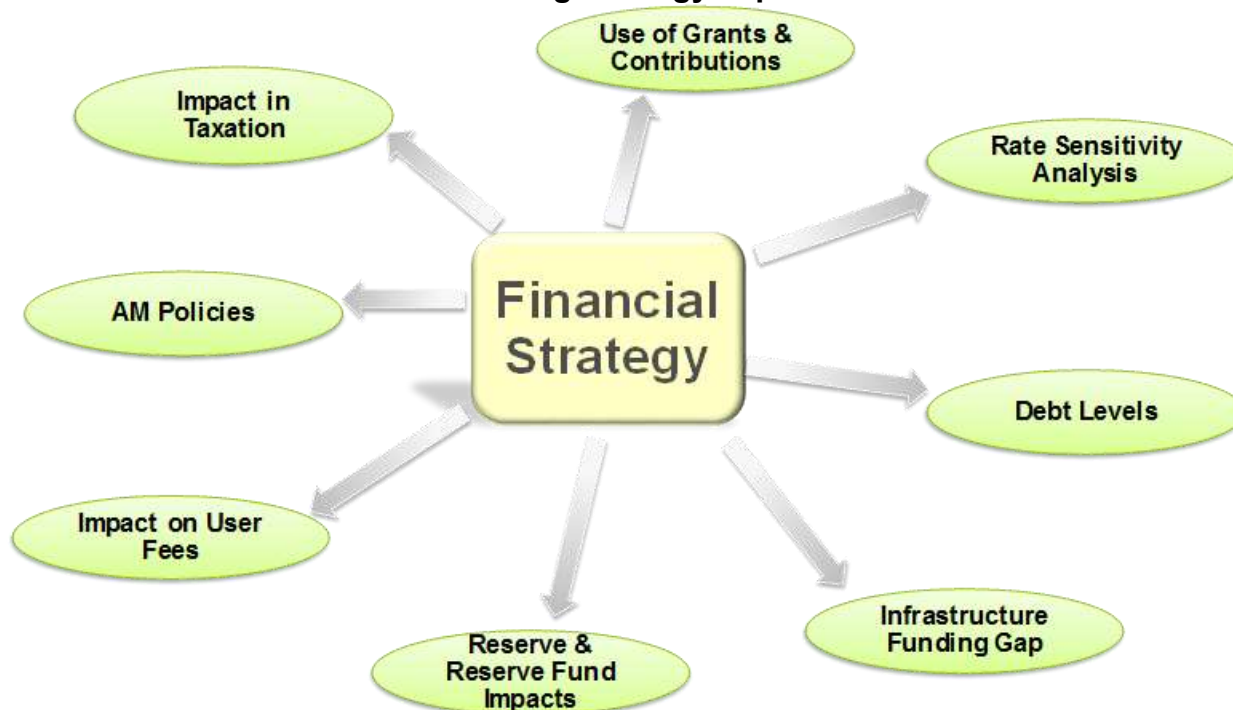 Use of Grants &
Contributions
Impact in
Taxation
Rate Sensitivity
Analysis
Financial
Strategy
AM Policies
Debt Levels
Impact on User
Fees
Infrastructure
Funding Gap
Reserve &
Reserve Fund
Impacts